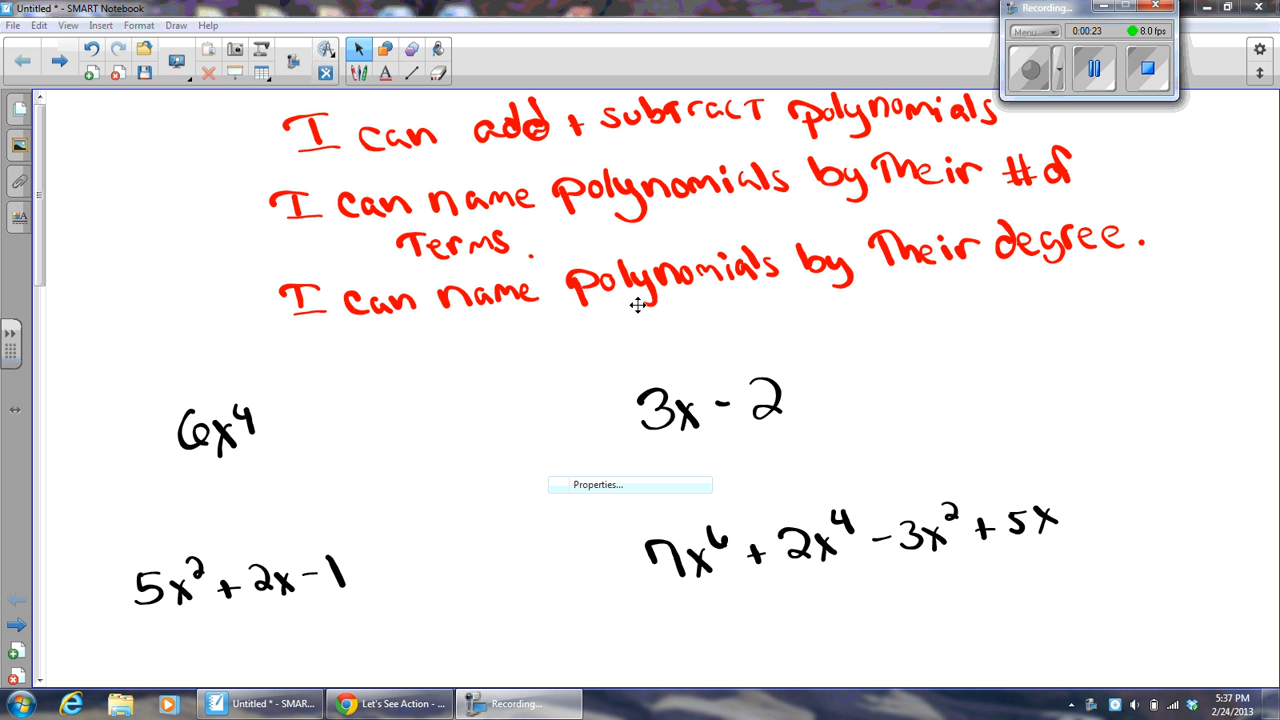 Untitled * - SMART Notebook
Recording...
File Edit View Insert Format Draw Help
Menu 0:00:23 8.0 fps
I can add + subtract polynomials
I can name polynomials by their # of
terms.
I can name polynomials by their degree.
6x⁴
3x - 2
Properties...
7x⁶ + 2x⁴ - 3x² + 5x
5x² + 2x - 1
Untitled * - SMAR...
Let's See Action - ...
Recording...
5:37 PM
2/24/2013